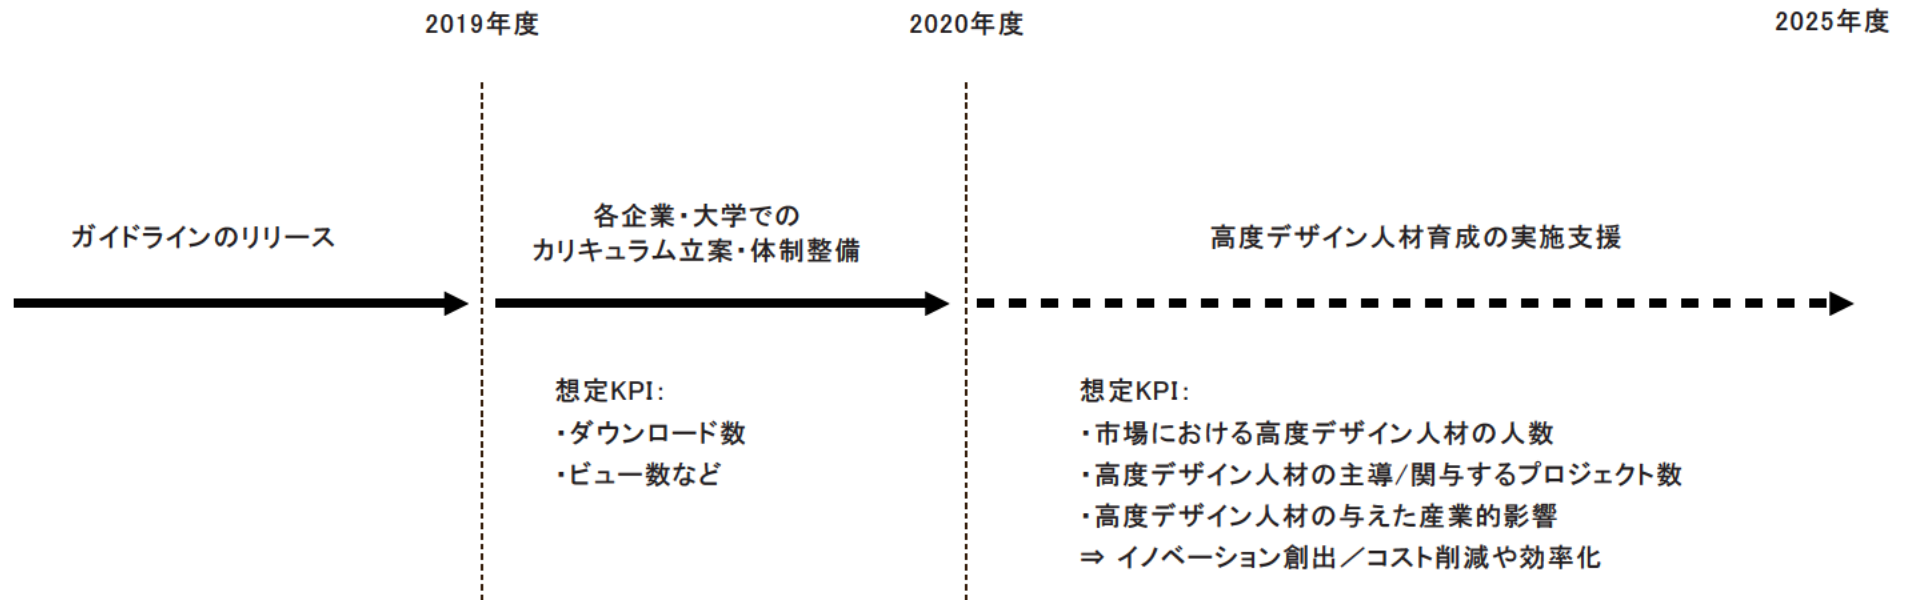 2019年度
2020年度
2025年度
ガイドラインのリリース
各企業・大学での
カリキュラム立案・体制整備
高度デザイン人材育成の実施支援
想定KPI:
・ダウンロード数
・ビュー数など
想定KPI:
・市場における高度デザイン人材の人数
・高度デザイン人材の主導/関与するプロジェクト数
・高度デザイン人材の与えた産業的影響
⇒ イノベーション創出／コスト削減や効率化